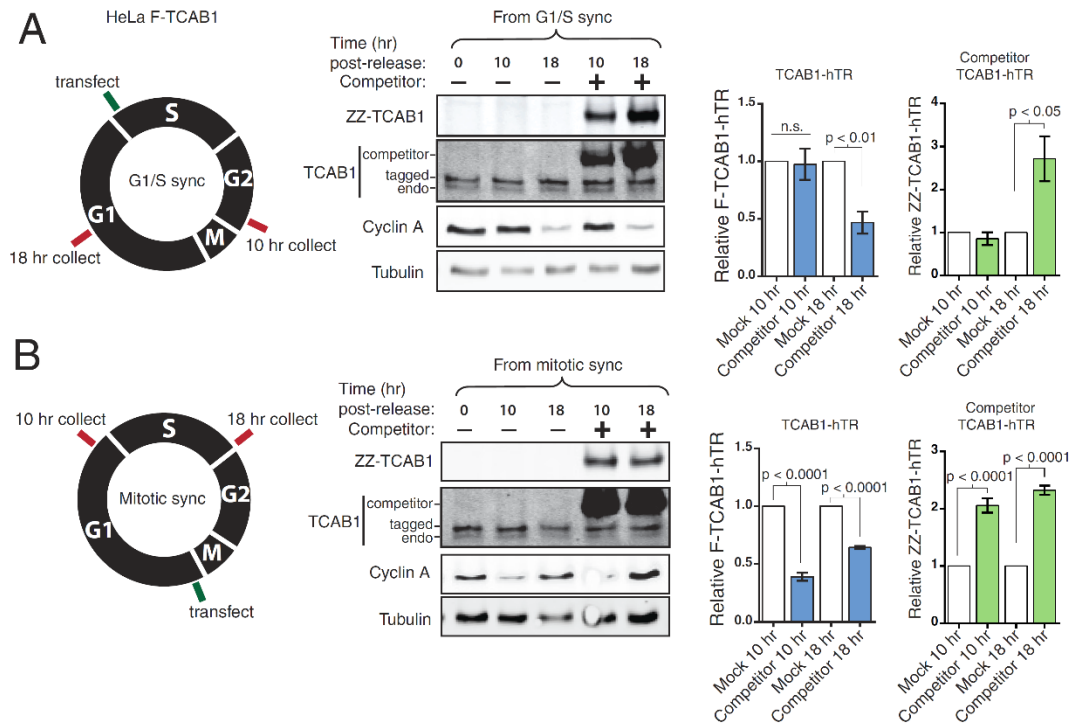 A
HeLa F-TCAB1
transfect
S
G1/S sync
G2
G1
M
18 hr collect
10 hr collect
From G1/S sync
Time (hr)
post-release:
0 10 18 10 18
Competitor: – – – + +
ZZ-TCAB1
TCAB1
competitor
tagged
endo
Cyclin A
Tubulin
TCAB1-hTR
Relative F-TCAB1-hTR
1.5
1.0
0.5
0.0
n.s.
p < 0.01
Mock 10 hr
Competitor 10 hr
Mock 18 hr
Competitor 18 hr
Competitor
TCAB1-hTR
Relative ZZ-TCAB1-hTR
4
3
2
1
0
p < 0.05
Mock 10 hr
Competitor 10 hr
Mock 18 hr
Competitor 18 hr
B
10 hr collect
18 hr collect
S
Mitotic sync
G2
G1
M
transfect
From mitotic sync
Time (hr)
post-release:
0 10 18 10 18
Competitor: – – – + +
ZZ-TCAB1
TCAB1
competitor
tagged
endo
Cyclin A
Tubulin
TCAB1-hTR
Relative F-TCAB1-hTR
1.5
1.0
0.5
0.0
p < 0.0001
p < 0.0001
Mock 10 hr
Competitor 10 hr
Mock 18 hr
Competitor 18 hr
Competitor
TCAB1-hTR
Relative ZZ-TCAB1-hTR
3
2
1
0
p < 0.0001
p < 0.0001
Mock 10 hr
Competitor 10 hr
Mock 18 hr
Competitor 18 hr